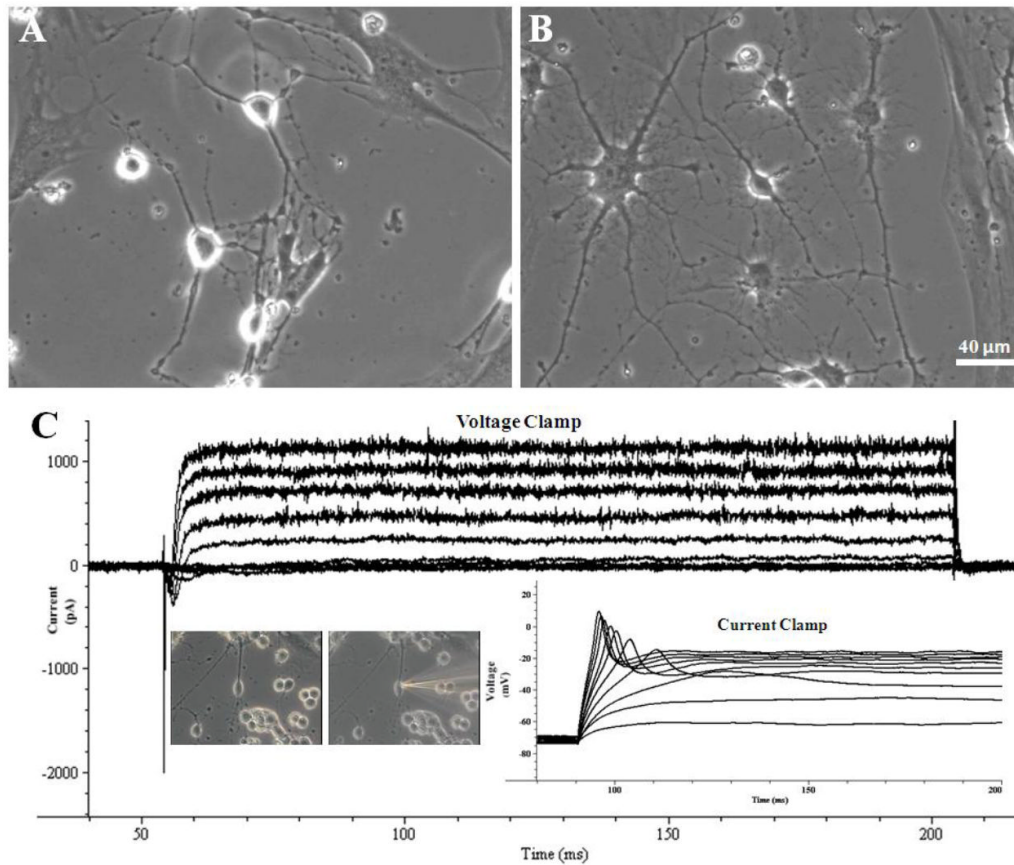 A
B
40 μm
C
Voltage Clamp
1000
0
-1000
-2000
Current
(pA)
50
100
150
200
Time (ms)
Current Clamp
20
0
-20
-40
-60
-80
Voltage
(mV)
100
150
200
Time (ms)